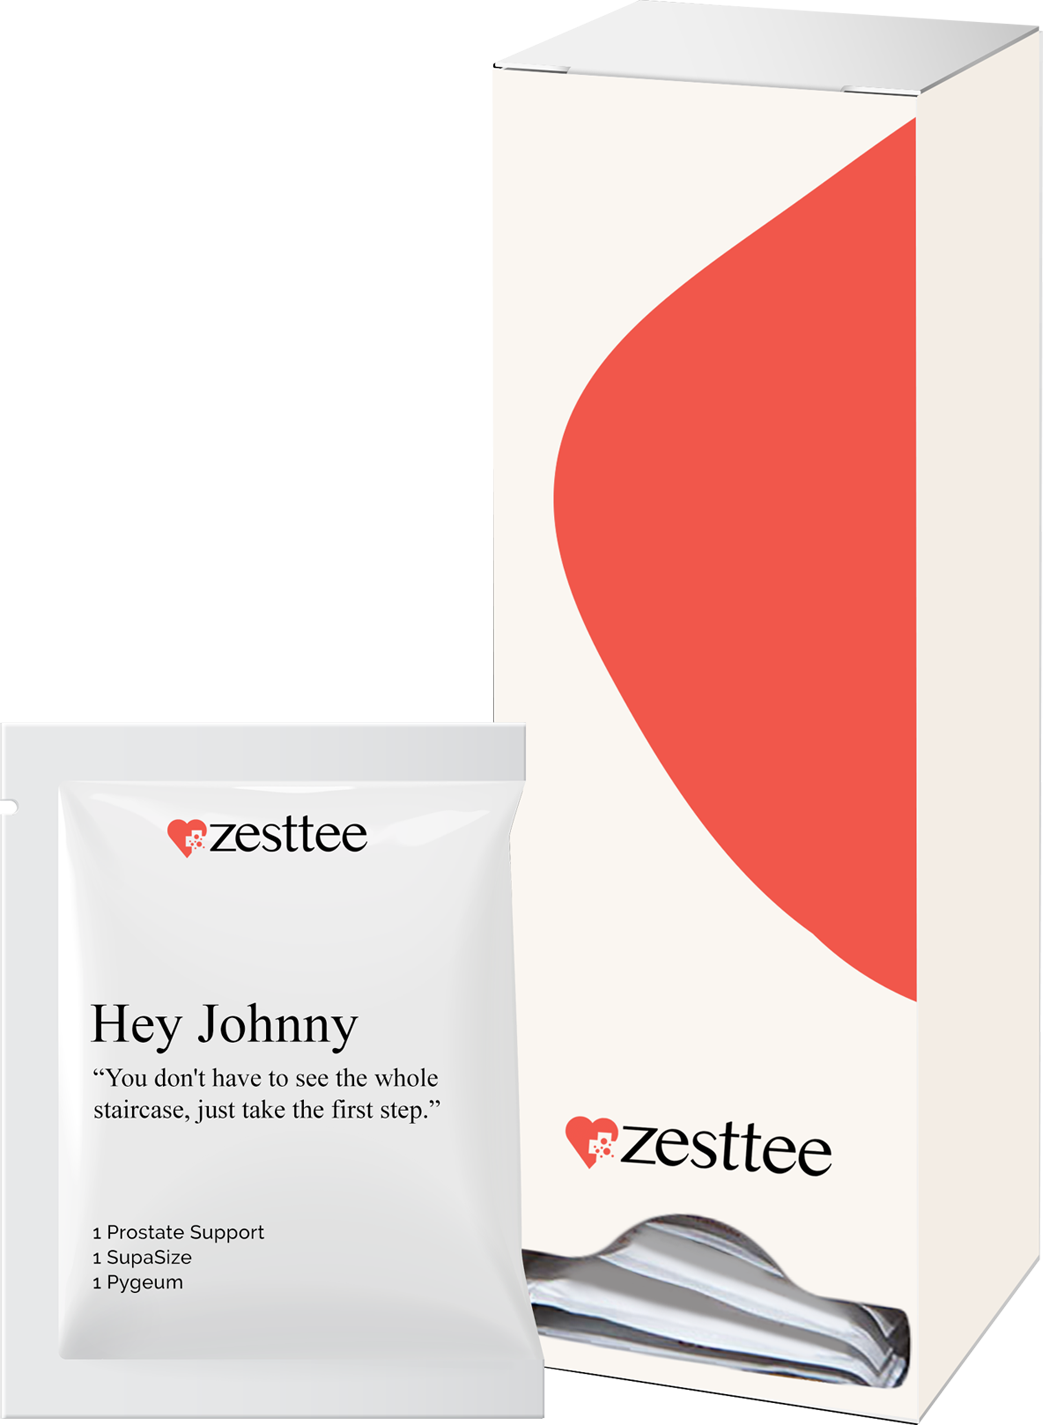 zesttee
Hey Johnny
“You don't have to see the whole
staircase, just take the first step.”
1 Prostate Support
1 SupaSize
1 Pygeum
zesttee